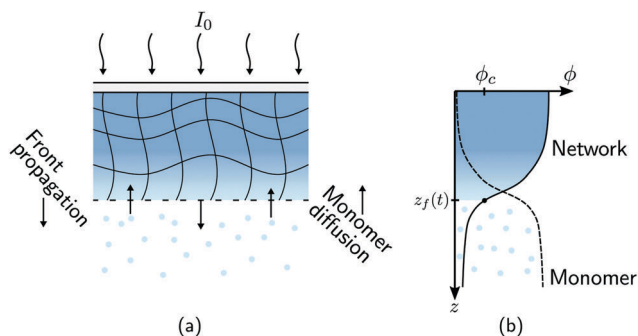 I₀
Front
propagation
Monomer
diffusion
(a)
ϕc
ϕ
Network
zf(t)
Monomer
z
(b)